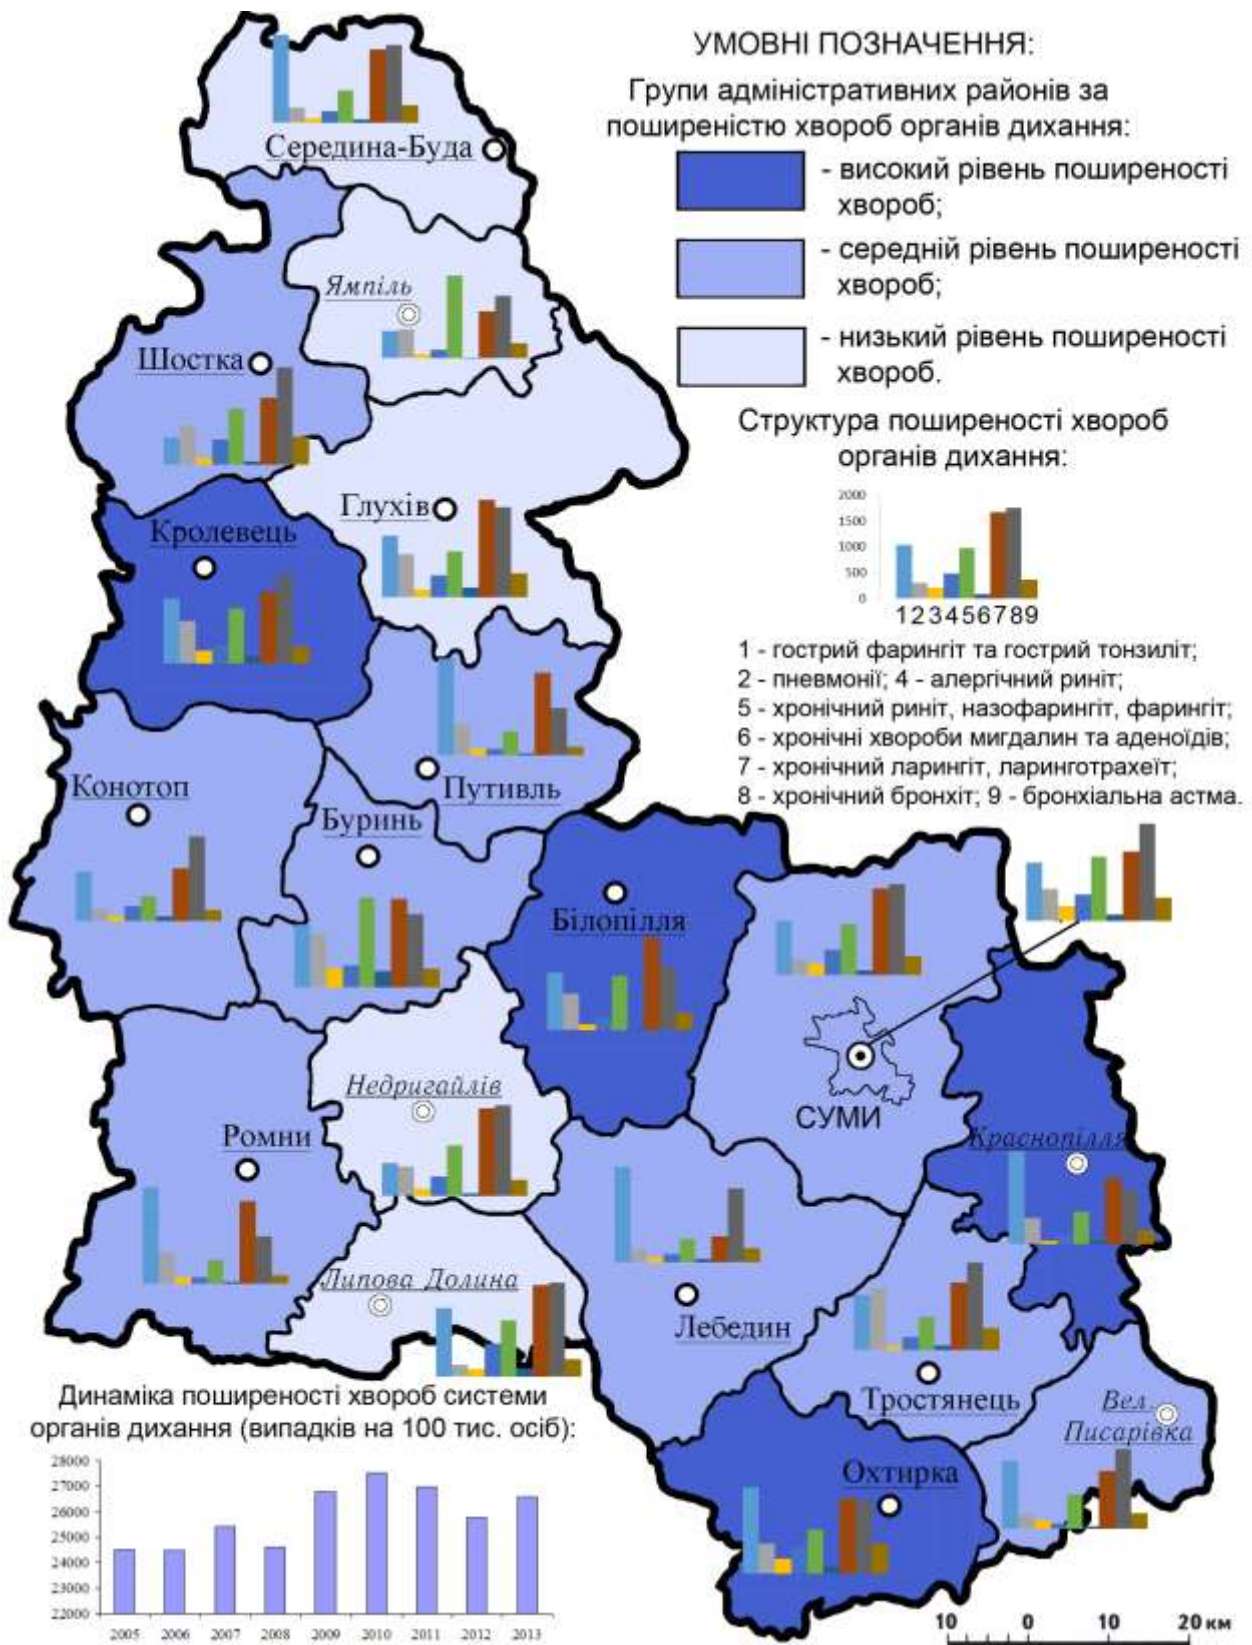 УМОВНІ ПОЗНАЧЕННЯ:
Групи адміністративних районів за
поширеністю хвороб органів дихання:
- високий рівень поширеності
хвороб;
- середній рівень поширеності
хвороб;
- низький рівень поширеності
хвороб.
Структура поширеності хвороб
органів дихання:
2000
1500
1000
500
0
123456789
1 - гострий фарингіт та гострий тонзиліт;
2 - пневмонії; 4 - алергічний риніт;
5 - хронічний риніт, назофарингіт, фарингіт;
6 - хронічні хвороби мигдалин та аденоїдів;
7 - хронічний ларингіт, ларинготрахеїт;
8 - хронічний бронхіт; 9 - бронхіальна астма.
Середина-Буда
Ямпіль
Шостка
Глухів
Кролевець
Путивль
Конотоп
Буринь
Білопілля
СУМИ
Недригайлів
Ромни
Краснопілля
Липова Долина
Лебедин
Тростянець
Вел.
Писарівка
Охтирка
Динаміка поширеності хвороб системи
органів дихання (випадків на 100 тис. осіб):
28000
27000
26000
25000
24000
23000
22000
2005 2006 2007 2008 2009 2010 2011 2012 2013
10 0 10 20 км